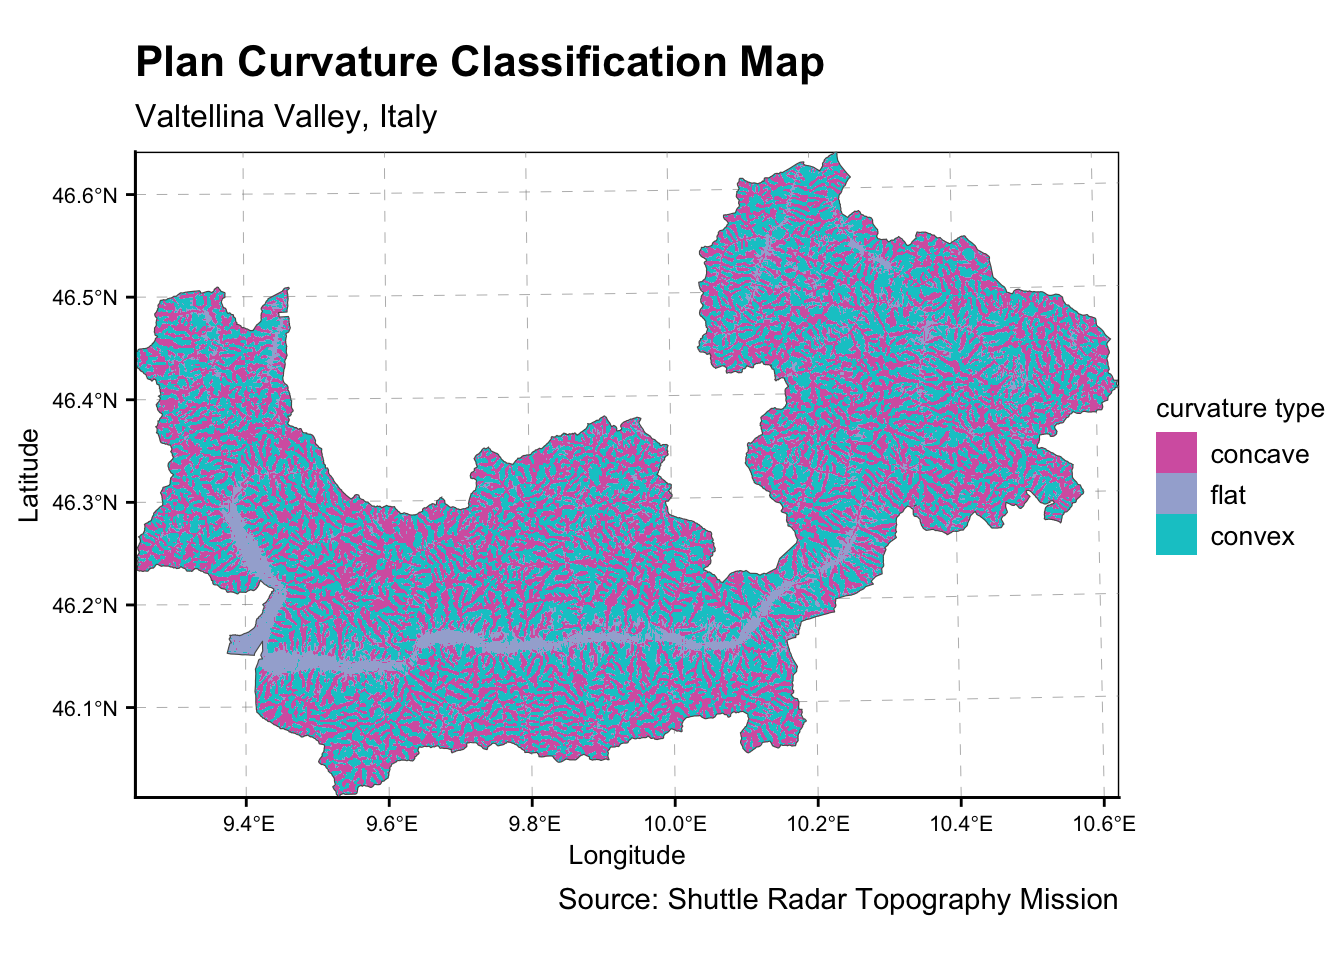 Plan Curvature Classification Map
Valtellina Valley, Italy
46.6°N
46.5°N
46.4°N
46.3°N
46.2°N
46.1°N
Latitude
9.4°E
9.6°E
9.8°E
10.0°E
10.2°E
10.4°E
10.6°E
Longitude
curvature type
concave
flat
convex
Source: Shuttle Radar Topography Mission